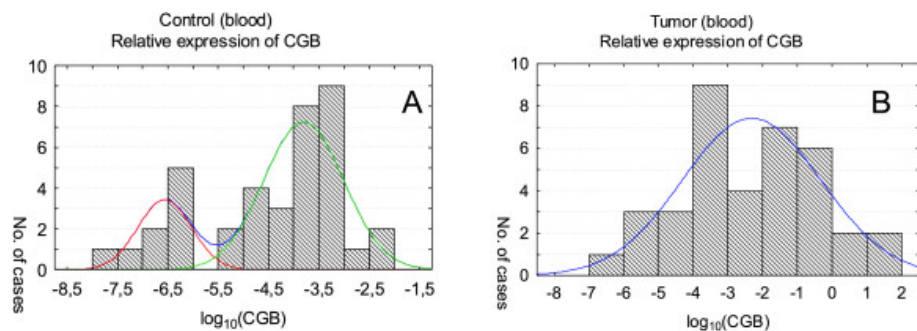 Control (blood)
Relative expression of CGB
10
8
6
4
2
0
No. of cases
A
-8,5 -7,5 -6,5 -5,5 -4,5 -3,5 -2,5 -1,5
log10(CGB)
Tumor (blood)
Relative expression of CGB
10
8
6
4
2
0
No. of cases
B
-8 -7 -6 -5 -4 -3 -2 -1 0 1 2
log10(CGB)